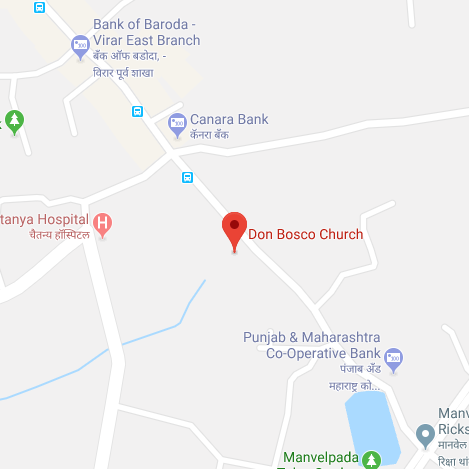 Bank of Baroda -
Virar East Branch
बँक ऑफ बडोदा, -
विरार पूर्व शाखा
Canara Bank
कॅनरा बँक
tanya Hospital
चैतन्य हॉस्पिटल
Don Bosco Church
Punjab & Maharashtra
Co-Operative Bank
पंजाब अँड
महाराष्ट्र को...
Manv
Ricks
मानवेल
रिक्षा थां
Manvelpada